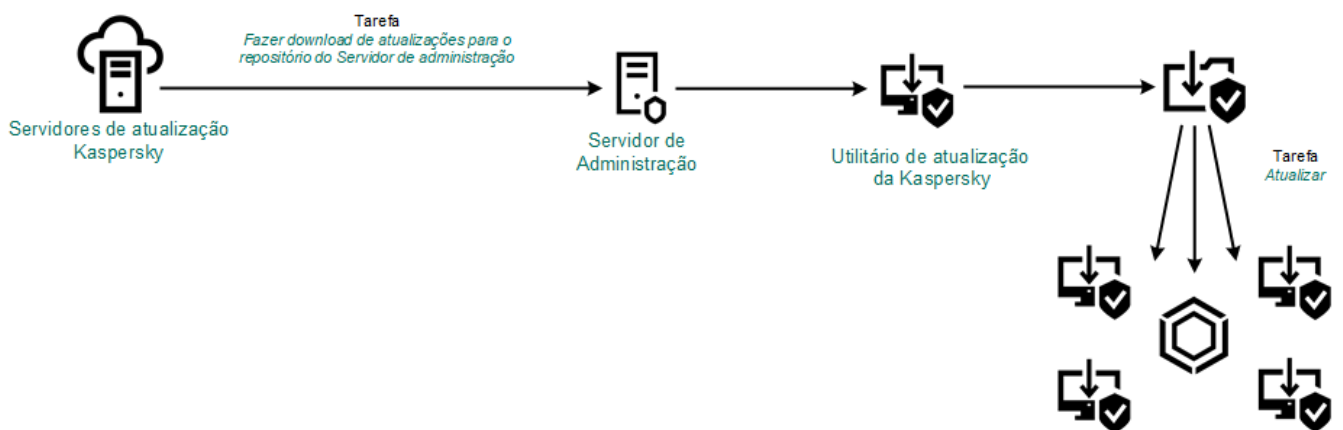 Tarefa
Fazer download de atualizações para o
repositório do Servidor de administração
Servidores de atualização
Kaspersky
Servidor de
Administração
Utilitário de atualização
da Kaspersky
Tarefa
Atualizar